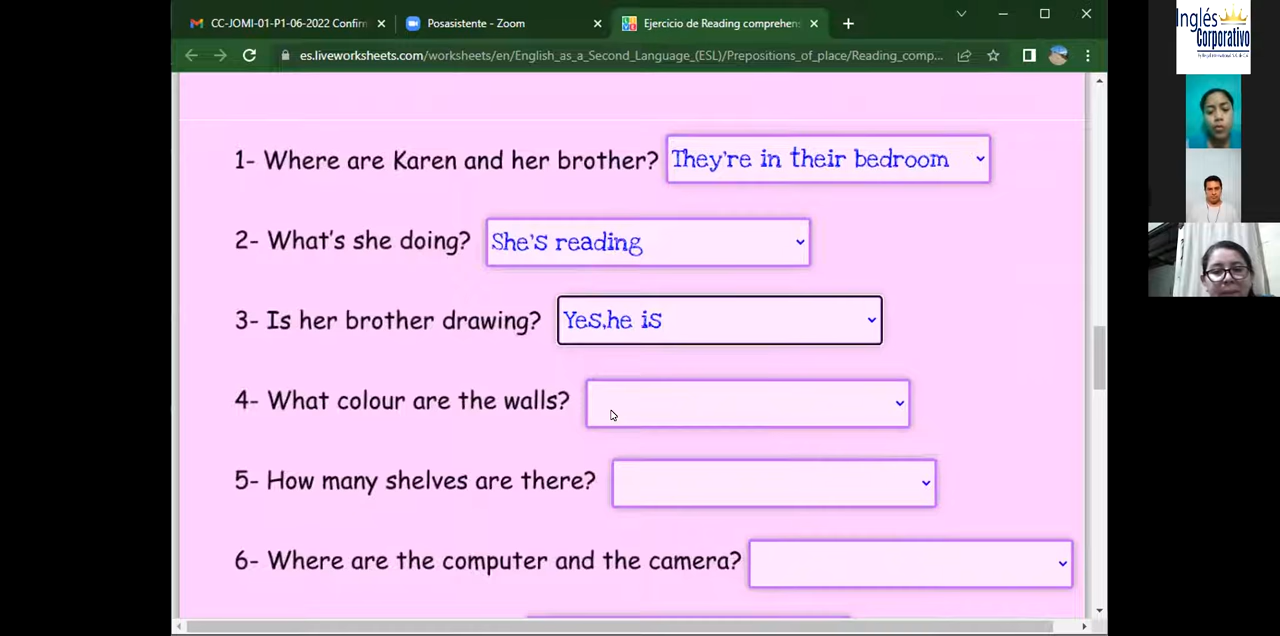 CC-JOMI-01-P1-06-2022 Confirm
Posasistente - Zoom
Ejercicio de Reading comprehens
es.liveworksheets.com/worksheets/en/English_as_a_Second_Language_(ESL)/Prepositions_of_place/Reading_comp...
Inglés
Corporativo
1- Where are Karen and her brother? They're in their bedroom
2- What's she doing? She's reading
3- Is her brother drawing? Yes,he is
4- What colour are the walls?
5- How many shelves are there?
6- Where are the computer and the camera?